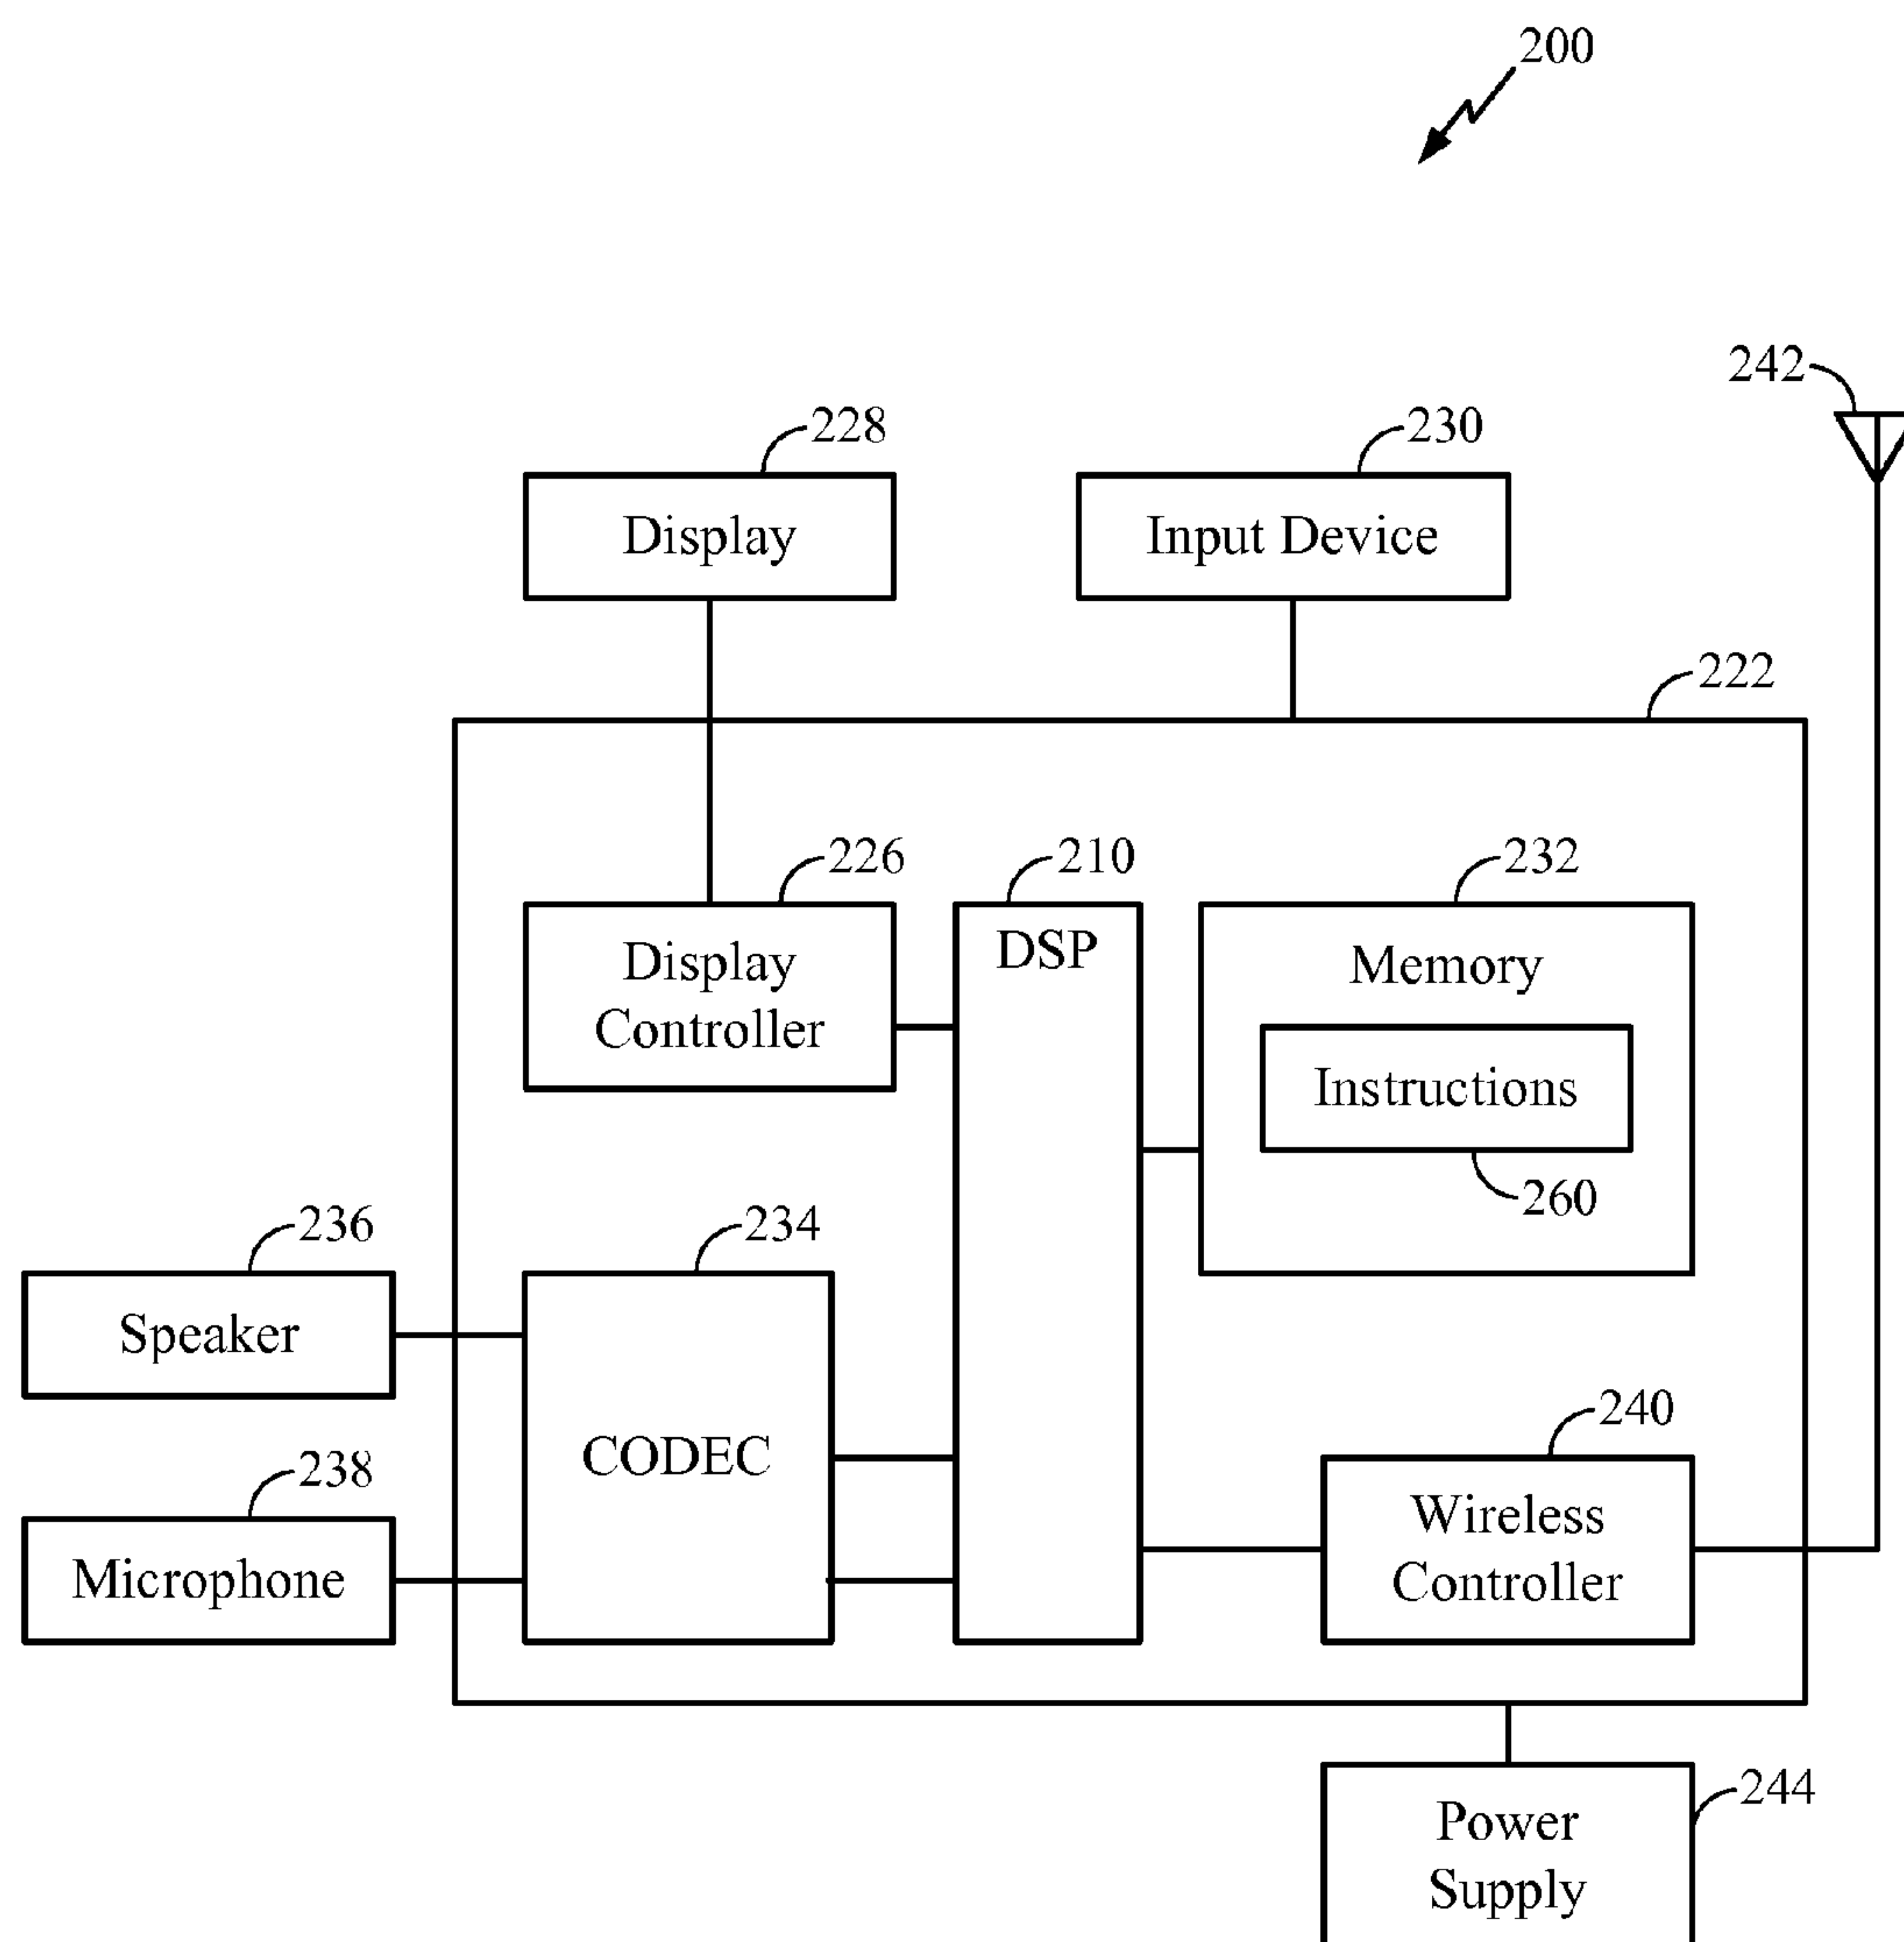 200
242
228
230
Display
Input Device
222
226
210
232
Display
Controller
DSP
Memory
Instructions
260
236
234
Speaker
CODEC
240
238
Wireless
Controller
Microphone
244
Power
Supply